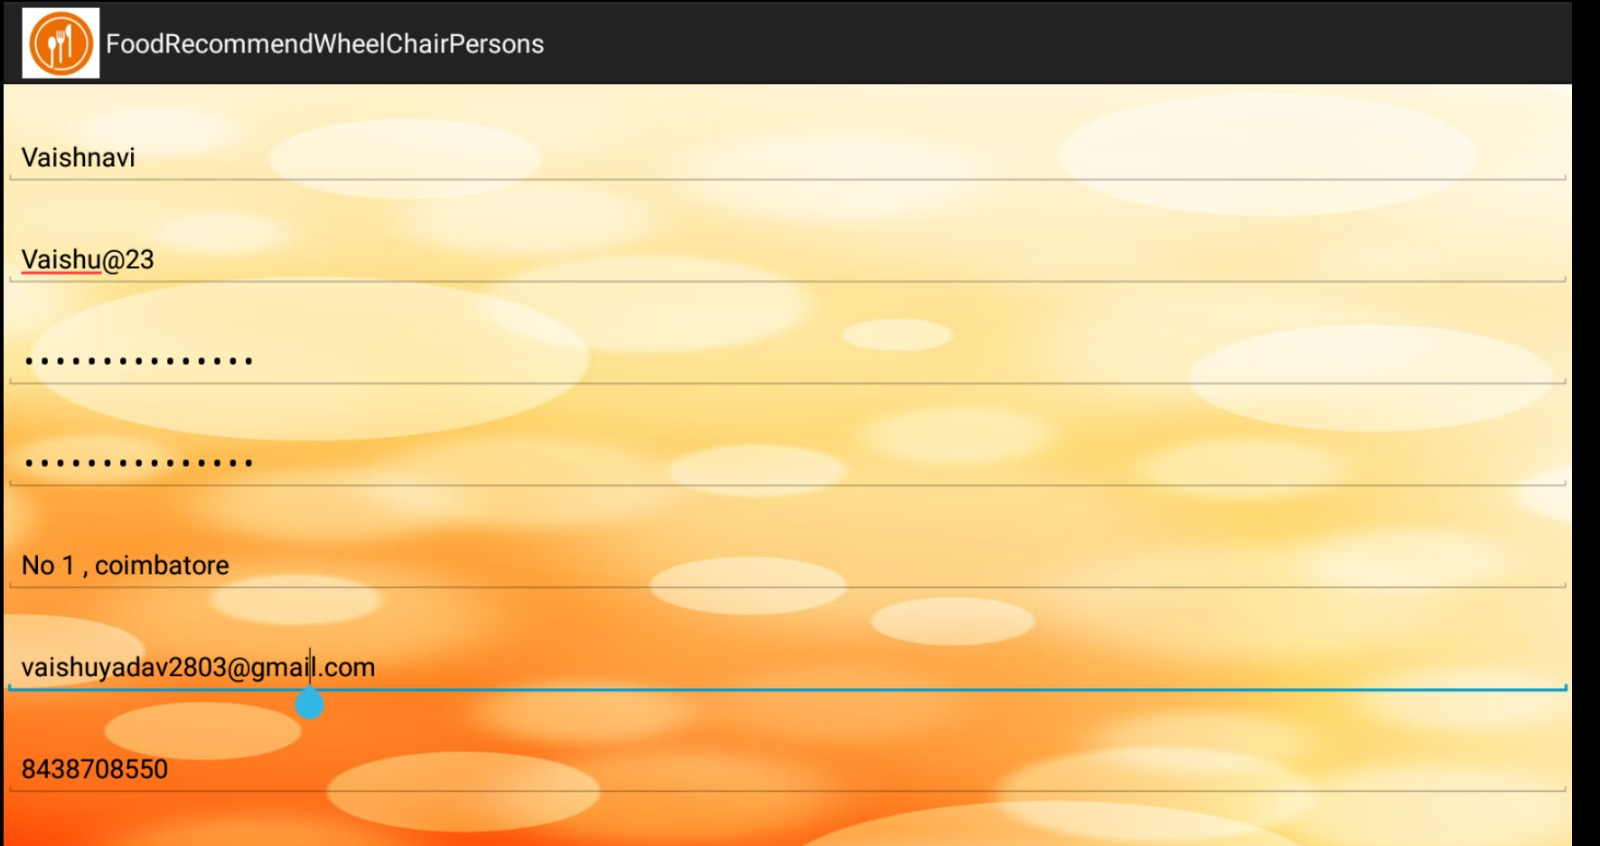 FoodRecommendWheelChairPersons
Vaishnavi
Vaishu@23
•••••••••••••••
•••••••••••••••
No 1 , coimbatore
vaishuyadav2803@gmail.com
8438708550